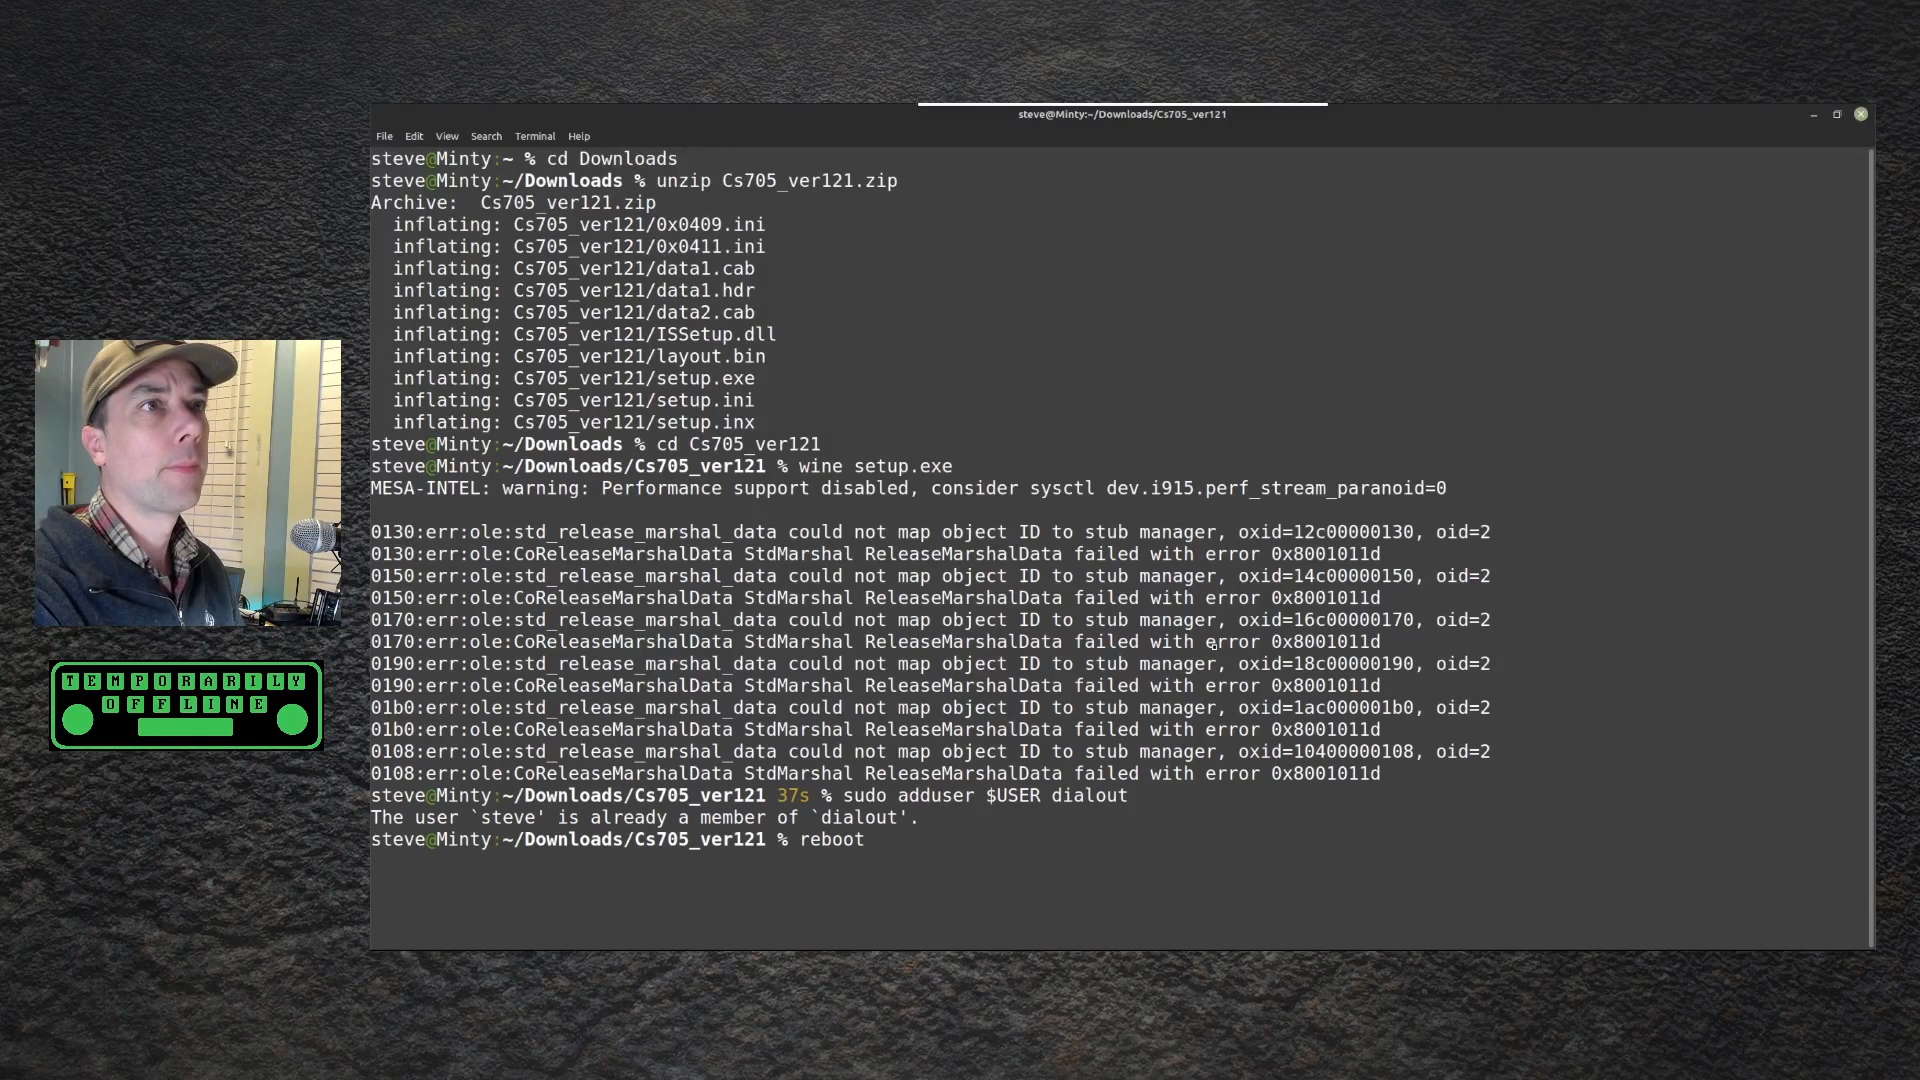 steve@Minty:~/Downloads/Cs705_ver121
File Edit View Search Terminal Help
steve@Minty:~ % cd Downloads
steve@Minty:~/Downloads % unzip Cs705_ver121.zip
Archive:  Cs705_ver121.zip
  inflating: Cs705_ver121/0x0409.ini
  inflating: Cs705_ver121/0x0411.ini
  inflating: Cs705_ver121/data1.cab
  inflating: Cs705_ver121/data1.hdr
  inflating: Cs705_ver121/data2.cab
  inflating: Cs705_ver121/ISSetup.dll
  inflating: Cs705_ver121/layout.bin
  inflating: Cs705_ver121/setup.exe
  inflating: Cs705_ver121/setup.ini
  inflating: Cs705_ver121/setup.inx
steve@Minty:~/Downloads % cd Cs705_ver121
steve@Minty:~/Downloads/Cs705_ver121 % wine setup.exe
MESA-INTEL: warning: Performance support disabled, consider sysctl dev.i915.perf_stream_paranoid=0
0130:err:ole:std_release_marshal_data could not map object ID to stub manager, oxid=12c00000130, oid=2
0130:err:ole:CoReleaseMarshalData StdMarshal ReleaseMarshalData failed with error 0x8001011d
0150:err:ole:std_release_marshal_data could not map object ID to stub manager, oxid=14c00000150, oid=2
0150:err:ole:CoReleaseMarshalData StdMarshal ReleaseMarshalData failed with error 0x8001011d
0170:err:ole:std_release_marshal_data could not map object ID to stub manager, oxid=16c00000170, oid=2
0170:err:ole:CoReleaseMarshalData StdMarshal ReleaseMarshalData failed with error 0x8001011d
0190:err:ole:std_release_marshal_data could not map object ID to stub manager, oxid=18c00000190, oid=2
0190:err:ole:CoReleaseMarshalData StdMarshal ReleaseMarshalData failed with error 0x8001011d
01b0:err:ole:std_release_marshal_data could not map object ID to stub manager, oxid=1ac000001b0, oid=2
01b0:err:ole:CoReleaseMarshalData StdMarshal ReleaseMarshalData failed with error 0x8001011d
0108:err:ole:std_release_marshal_data could not map object ID to stub manager, oxid=10400000108, oid=2
0108:err:ole:CoReleaseMarshalData StdMarshal ReleaseMarshalData failed with error 0x8001011d
steve@Minty:~/Downloads/Cs705_ver121 37s % sudo adduser $USER dialout
The user `steve' is already a member of `dialout'.
steve@Minty:~/Downloads/Cs705_ver121 % reboot
TEMPORARILY
OFFLINE